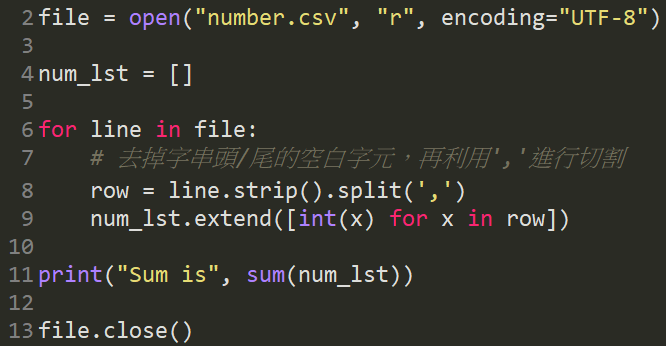 2 file = open("number.csv", "r", encoding="UTF-8")
3
4 num_lst = []
5
6 for line in file:
7     # 去掉字串頭/尾的空白字元，再利用','進行切割
8     row = line.strip().split(',')
9     num_lst.extend([int(x) for x in row])
10
11 print("Sum is", sum(num_lst))
12
13 file.close()